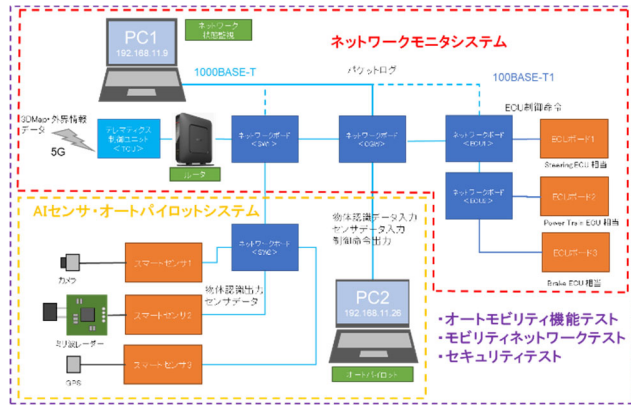 PC1
192.168.11.9
ネットワーク
状態監視
ネットワークモニタシステム
1000BASE-T
パケットログ
100BASE-T1
3DMap・外界情報
データ
5G
テレマティクス
制御ユニット
<TCU>
ルータ
ネットワークボード
<SW1>
ネットワークボード
<CGW>
ネットワークボード
ECU制御命令
ECUボード1
Steering ECU 相当
ネットワークボード
ECUボード2
Power Train ECU 相当
ECUボード3
Brake ECU 相当
AIセンサ・オートパイロットシステム
ネットワークボード
<SW2>
物体認識データ入力
センサデータ入力
制御命令出力
カメラ
スマートセンサ1
物体認識出力
センサデータ
ミリ波レーダー
スマートセンサ2
GPS
スマートセンサ3
PC2
192.168.11.26
オートパイロット
・オートモビリティ機能テスト
・モビリティネットワークテスト
・セキュリティテスト